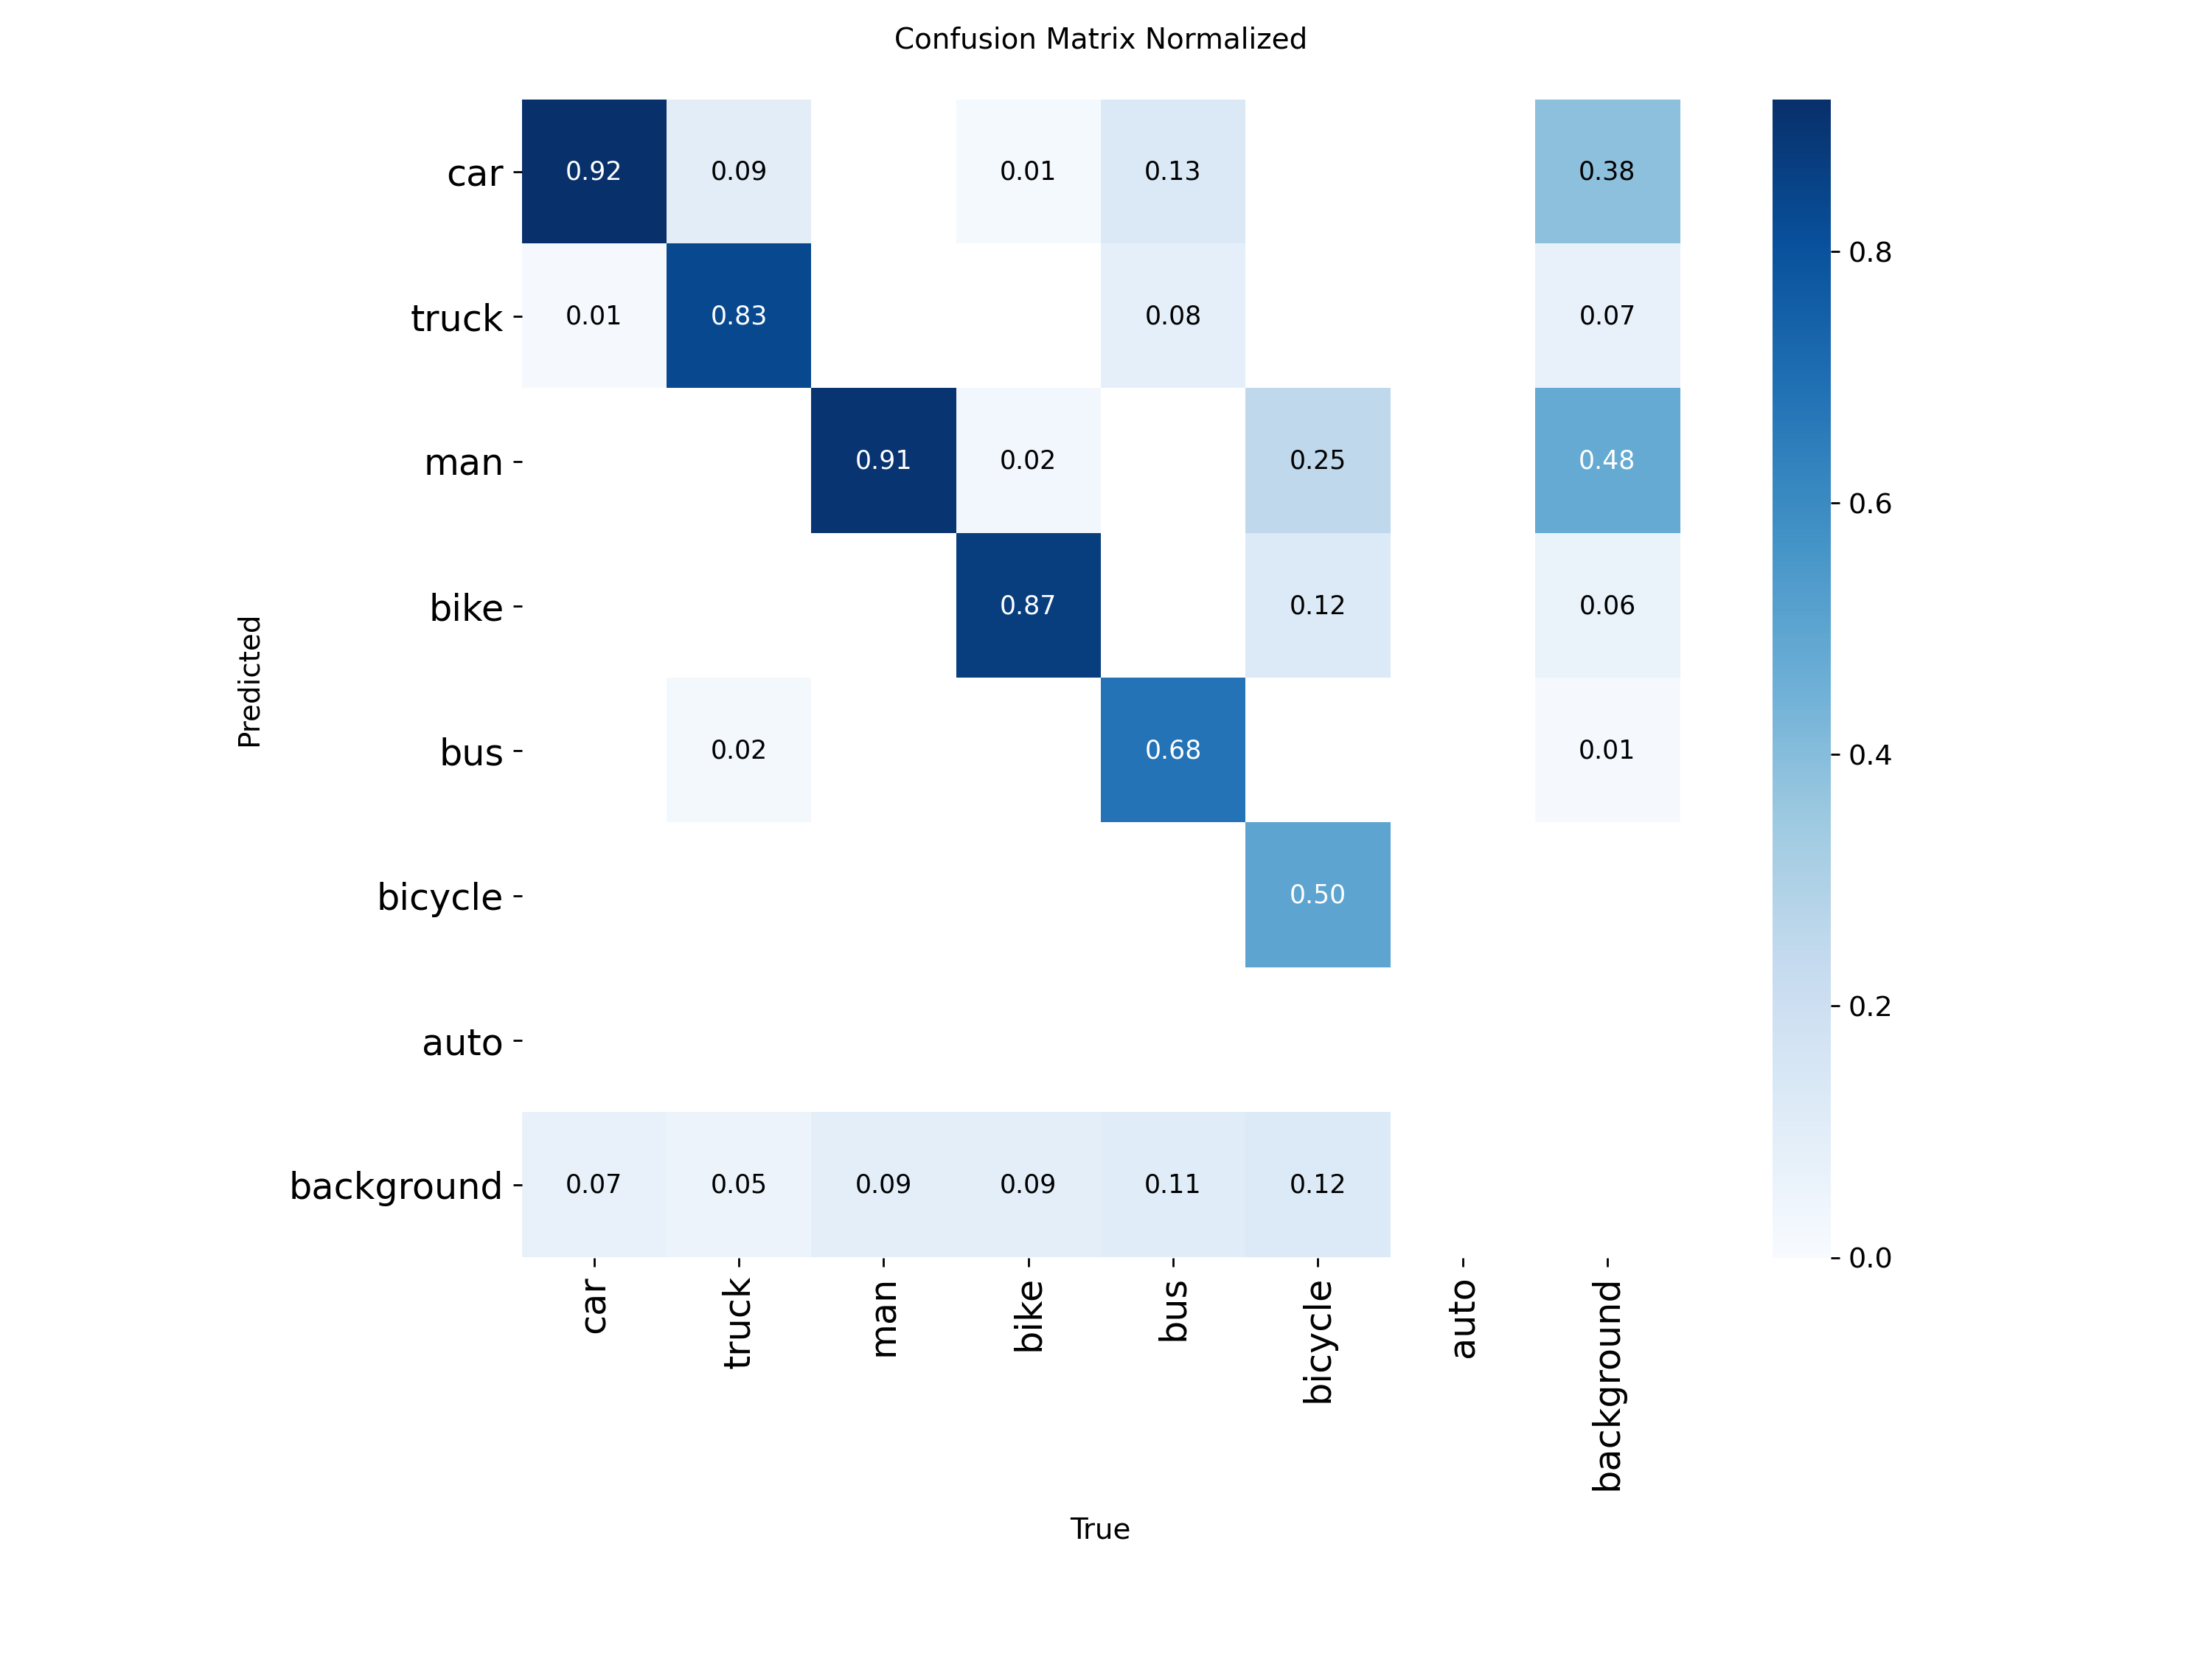 Confusion Matrix Normalized
car 0.92 0.09 0.01 0.13 0.38
truck 0.01 0.83 0.08 0.07
man 0.91 0.02 0.25 0.48
bike 0.87 0.12 0.06
bus 0.02 0.68 0.01
bicycle 0.50
auto
background 0.07 0.05 0.09 0.09 0.11 0.12
Predicted
car truck man bike bus bicycle auto background
True
0.8
0.6
0.4
0.2
0.0